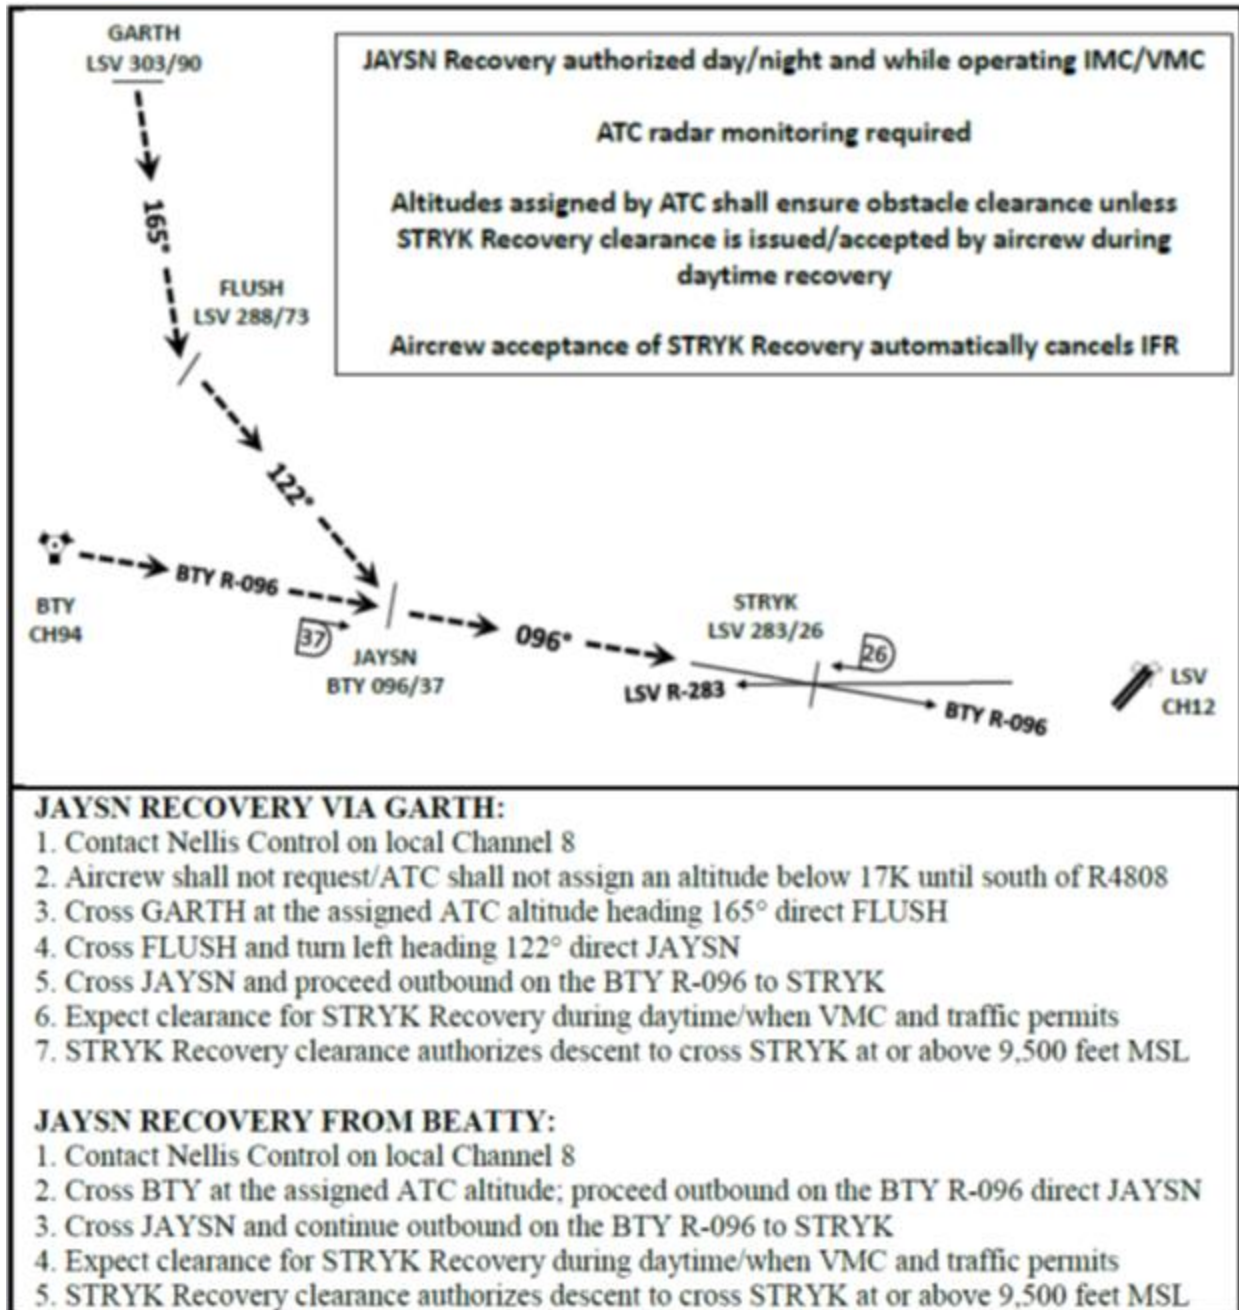 GARTH
LSV 303/90
JAYSN Recovery authorized day/night and while operating IMC/VMC
ATC radar monitoring required
Altitudes assigned by ATC shall ensure obstacle clearance unless
STRYK Recovery clearance is issued/accepted by aircrew during
daytime recovery
Aircrew acceptance of STRYK Recovery automatically cancels IFR
165°
FLUSH
LSV 288/73
122°
BTY
CH94
BTY R-096
37
JAYSN
BTY 096/37
096°
STRYK
LSV 283/26
26
LSV R-283
BTY R-096
LSV
CH12
JAYSN RECOVERY VIA GARTH:
1. Contact Nellis Control on local Channel 8
2. Aircrew shall not request/ATC shall not assign an altitude below 17K until south of R4808
3. Cross GARTH at the assigned ATC altitude heading 165° direct FLUSH
4. Cross FLUSH and turn left heading 122° direct JAYSN
5. Cross JAYSN and proceed outbound on the BTY R-096 to STRYK
6. Expect clearance for STRYK Recovery during daytime/when VMC and traffic permits
7. STRYK Recovery clearance authorizes descent to cross STRYK at or above 9,500 feet MSL
JAYSN RECOVERY FROM BEATTY:
1. Contact Nellis Control on local Channel 8
2. Cross BTY at the assigned ATC altitude; proceed outbound on the BTY R-096 direct JAYSN
3. Cross JAYSN and continue outbound on the BTY R-096 to STRYK
4. Expect clearance for STRYK Recovery during daytime/when VMC and traffic permits
5. STRYK Recovery clearance authorizes descent to cross STRYK at or above 9,500 feet MSL